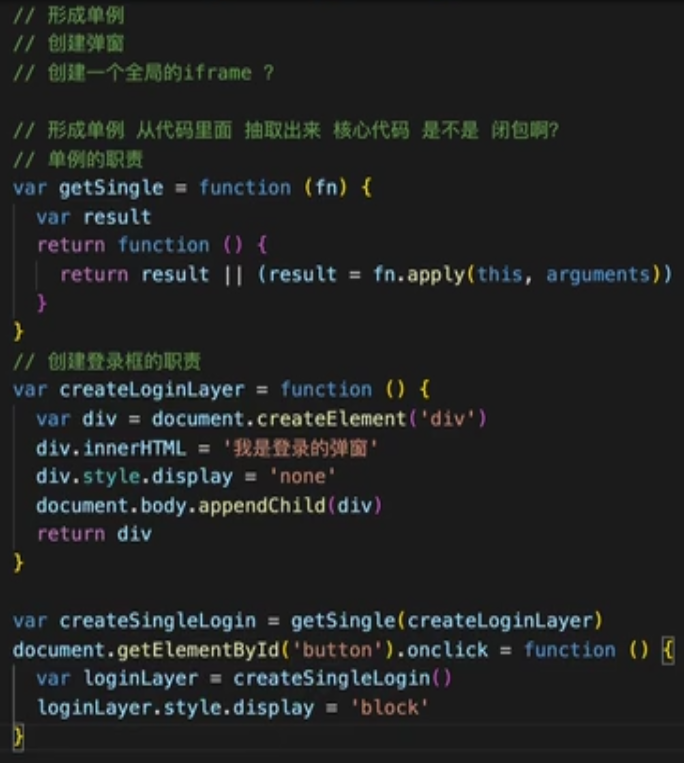 // 形成单例
// 创建弹窗
// 创建一个全局的iframe ？
// 形成单例 从代码里面 抽取出来 核心代码 是不是 闭包啊?
// 单例的职责
var getSingle = function (fn) {
  var result
  return function () {
    return result || (result = fn.apply(this, arguments))
  }
}
// 创建登录框的职责
var createLoginLayer = function () {
  var div = document.createElement('div')
  div.innerHTML = '我是登录的弹窗'
  div.style.display = 'none'
  document.body.appendChild(div)
  return div
}
var createSingleLogin = getSingle(createLoginLayer)
document.getElementById('button').onclick = function () {
  var loginLayer = createSingleLogin()
  loginLayer.style.display = 'block'
}